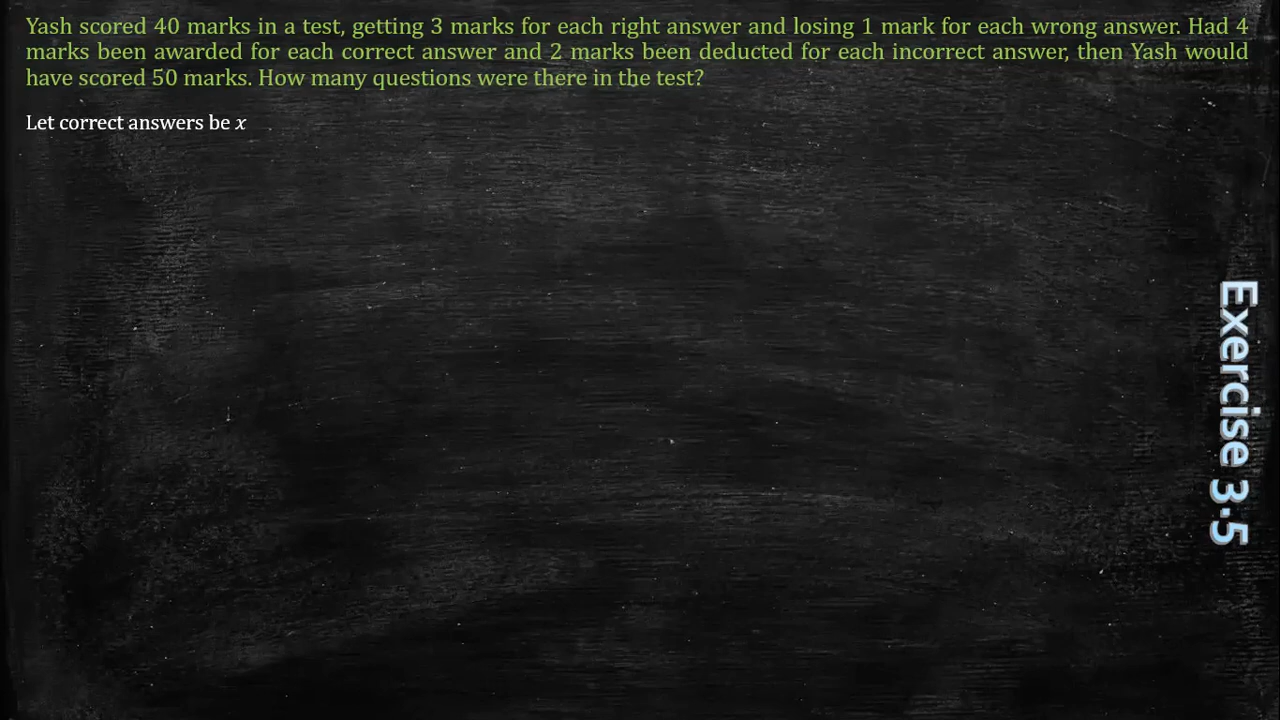 Yash scored 40 marks in a test, getting 3 marks for each right answer and losing 1 mark for each wrong answer. Had 4
marks been awarded for each correct answer and 2 marks been deducted for each incorrect answer, then Yash would
have scored 50 marks. How many questions were there in the test?
Let correct answers be x
Exercise 3.5